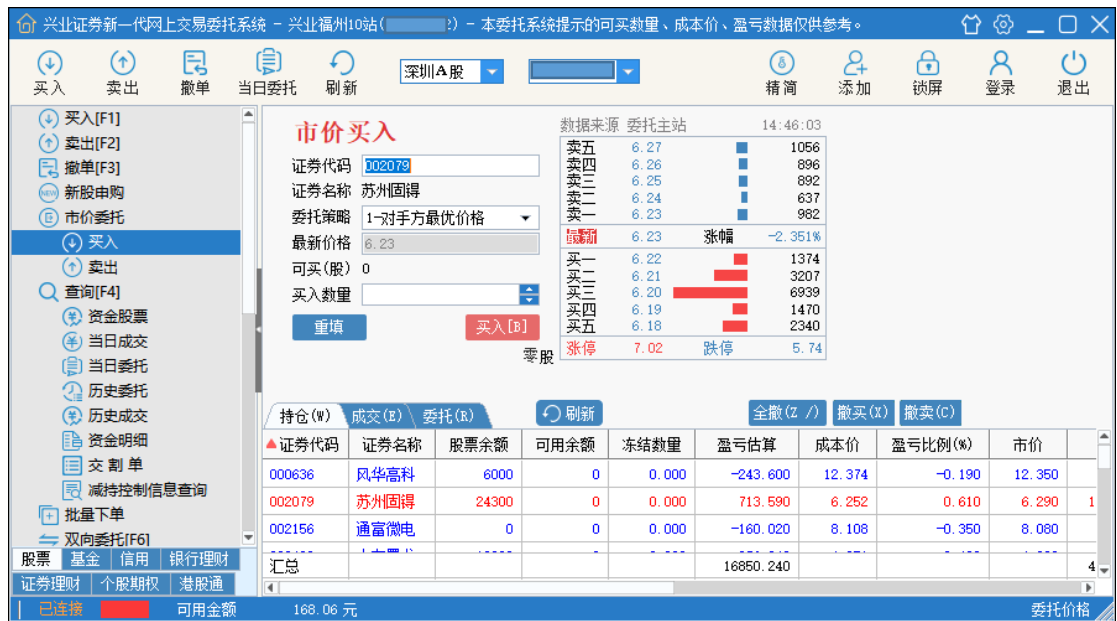 兴业证券新一代网上交易委托系统 - 兴业福州10站( ) - 本委托系统提示的可买数量、成本价、盈亏数据仅供参考。
买入 卖出 撤单 当日委托 刷新 深圳A股 精简 添加 锁屏 登录 退出
买入[F1]
卖出[F2]
撤单[F3]
NEW 新股申购
市价委托
买入
卖出
查询[F4]
资金股票
当日成交
当日委托
历史委托
历史成交
资金明细
交割单
减持控制信息查询
批量下单
双向委托[F6]
股票 基金 信用 银行理财
证券理财 个股期权 港股通
市价买入
证券代码 002079
证券名称 苏州固锝
委托策略 1-对手方最优价格
最新价格 6.23
可买(股) 0
买入数量
重填 买入[B]
零股
数据来源 委托主站 14:46:03
卖五 6.27 1056
卖四 6.26 896
卖三 6.25 892
卖二 6.24 637
卖一 6.23 982
最新 6.23 涨幅 -2.351%
买一 6.22 1374
买二 6.21 3207
买三 6.20 6939
买四 6.19 1470
买五 6.18 2340
涨停 7.02 跌停 5.74
持仓(W) 成交(E) 委托(R) 刷新 全撤(Z /) 撤买(X) 撤卖(C)
证券代码 证券名称 股票余额 可用余额 冻结数量 盈亏估算 成本价 盈亏比例(%) 市价
000636 风华高科 6000 0 0.000 -243.600 12.374 -0.190 12.350
002079 苏州固锝 24300 0 0.000 713.590 6.252 0.610 6.290 1
002156 通富微电 0 0 0.000 -160.020 8.108 -0.350 8.080
汇总 16850.240 4
已连接 可用金额 168.06 元 委托价格